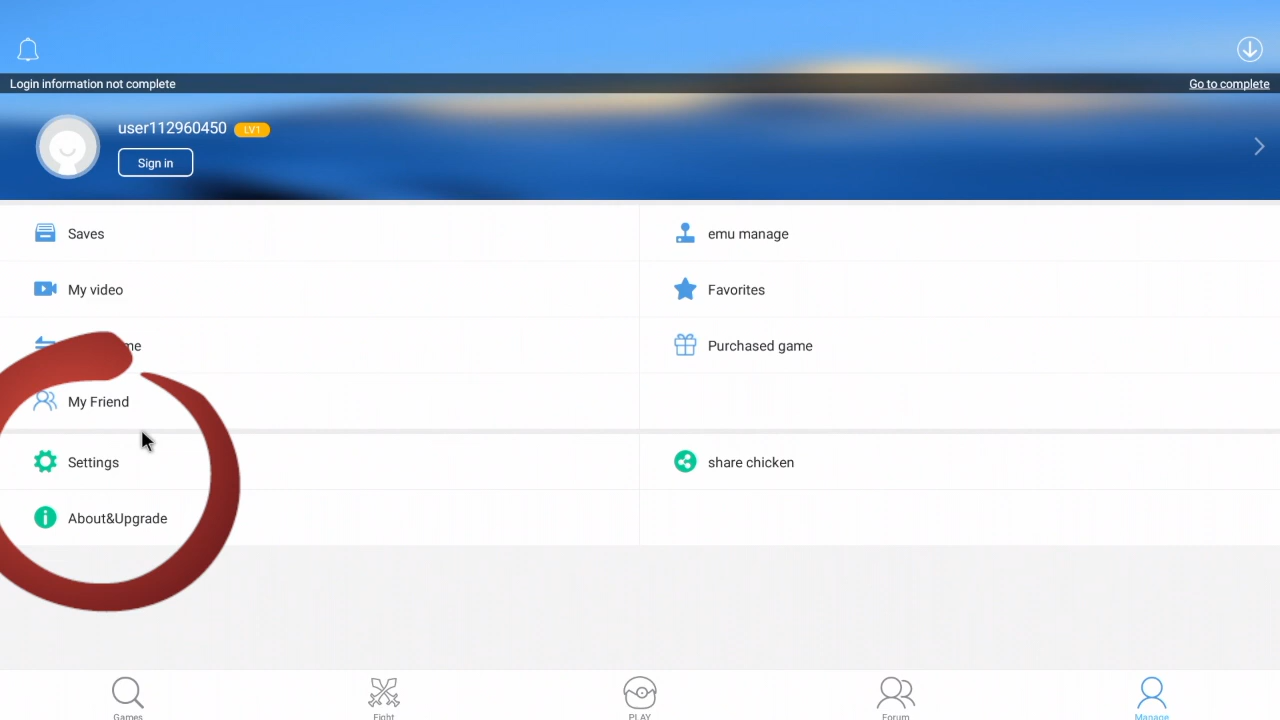 Login information not complete
Go to complete
user112960450 LV1
Sign in
Saves
emu manage
My video
Favorites
Purchased game
My Friend
Settings
share chicken
About&Upgrade
Games
Fight
PLAY
Forum
Manage